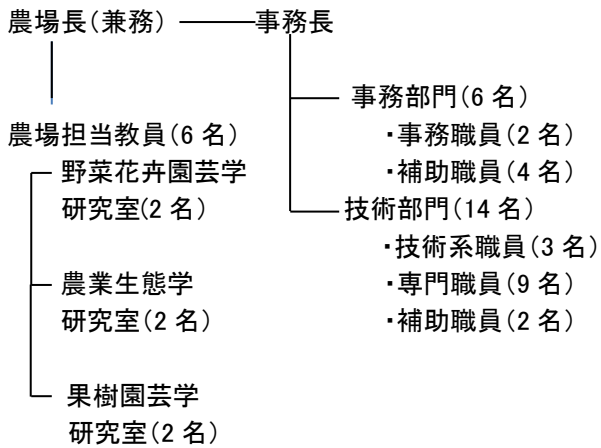 農場長(兼務)
事務長
農場担当教員(6 名)
野菜花卉園芸学
研究室(2 名)
農業生態学
研究室(2 名)
果樹園芸学
研究室(2 名)
事務部門(6 名)
・事務職員(2 名)
・補助職員(4 名)
技術部門(14 名)
・技術系職員(3 名)
・専門職員(9 名)
・補助職員(2 名)